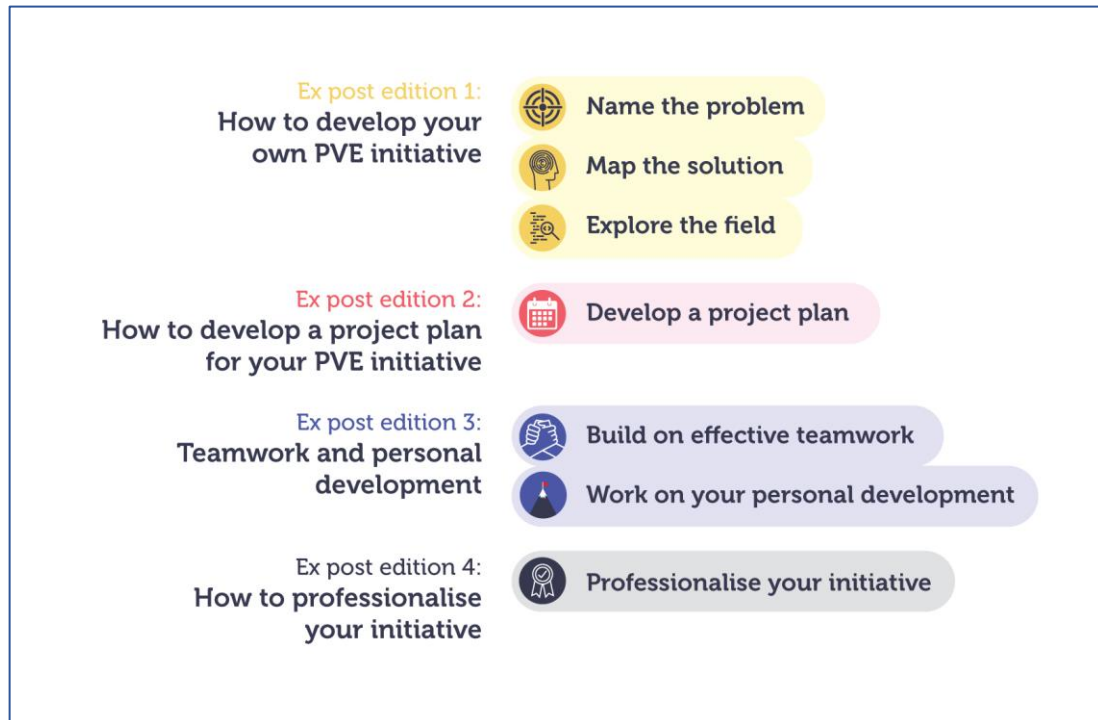 Ex post edition 1:
How to develop your
own PVE initiative
Name the problem
Map the solution
Explore the field
Ex post edition 2:
How to develop a project plan
for your PVE initiative
Develop a project plan
Ex post edition 3:
Teamwork and personal
development
Build on effective teamwork
Work on your personal development
Ex post edition 4:
How to professionalise
your initiative
Professionalise your initiative